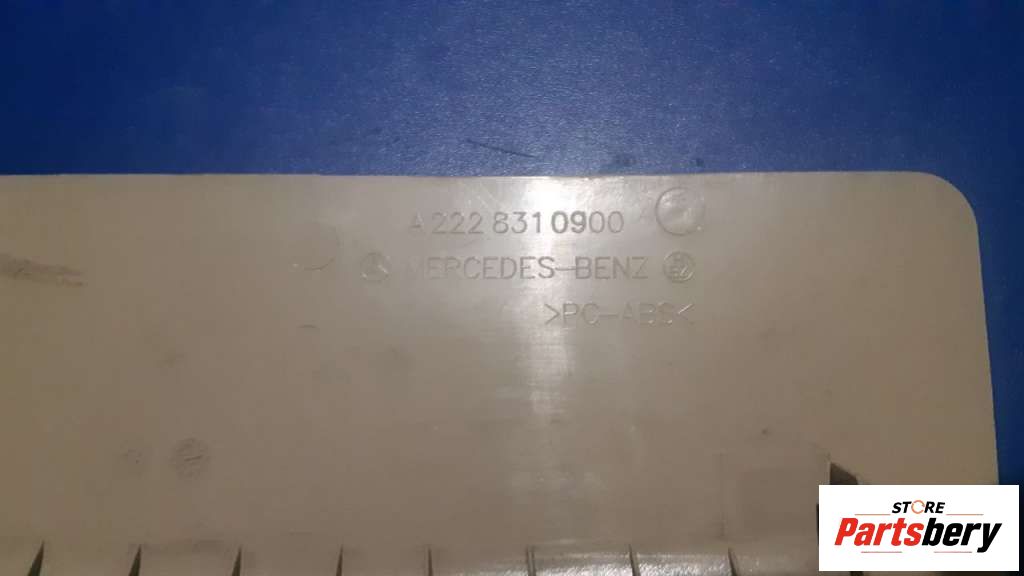 A 222 831 0900
MERCEDES-BENZ
>PC-ABS<
STORE
Partsbery